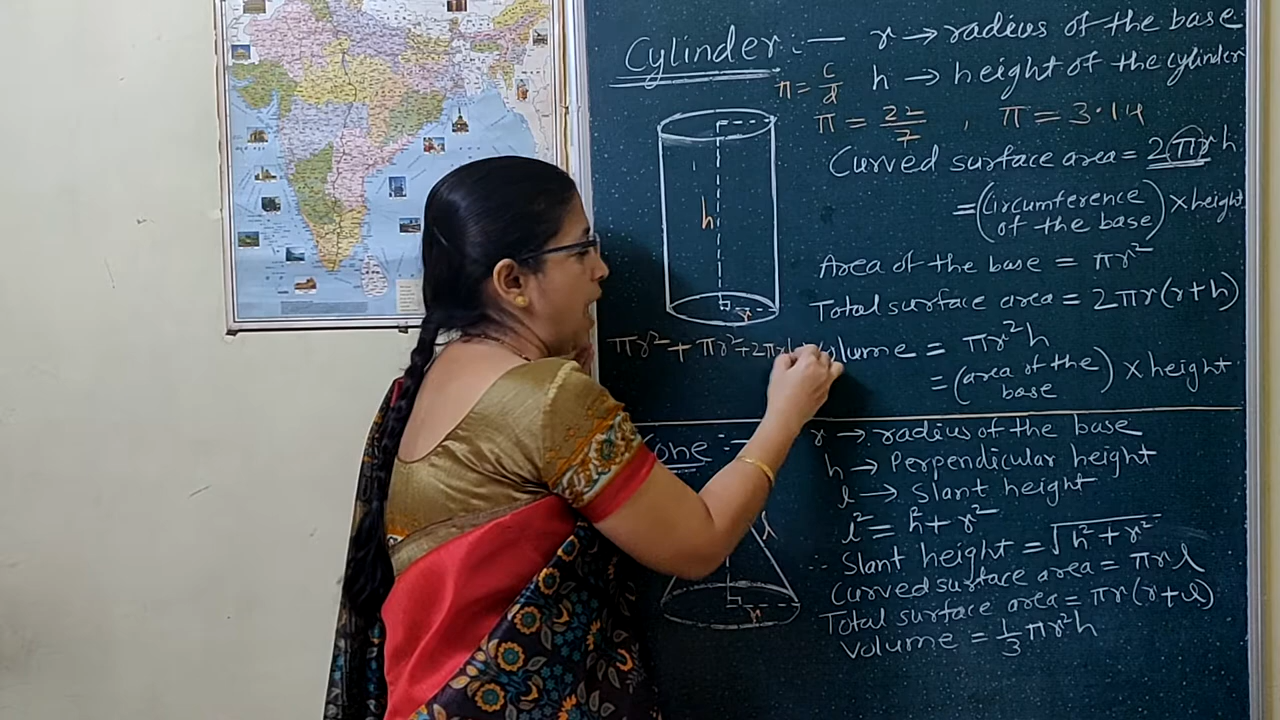 Cylinder :— r → radius of the base
π = c/d h → height of the cylinder
π = 22/7 , π = 3.14
Curved surface area = 2πrh
= (Circumference of the base) × height
h
Area of the base = πr²
r
Total surface area = 2πr(r+h)
πr² + πr² + 2πrh
Volume = πr²h
= (area of the base) × height
Cone :— r → radius of the base
h → Perpendicular height
l → Slant height
l² = h² + r²
l
∴ Slant height = √h² + r²
Curved surface area = πrl
r
Total surface area = πr(r+l)
Volume = 1/3 πr²h